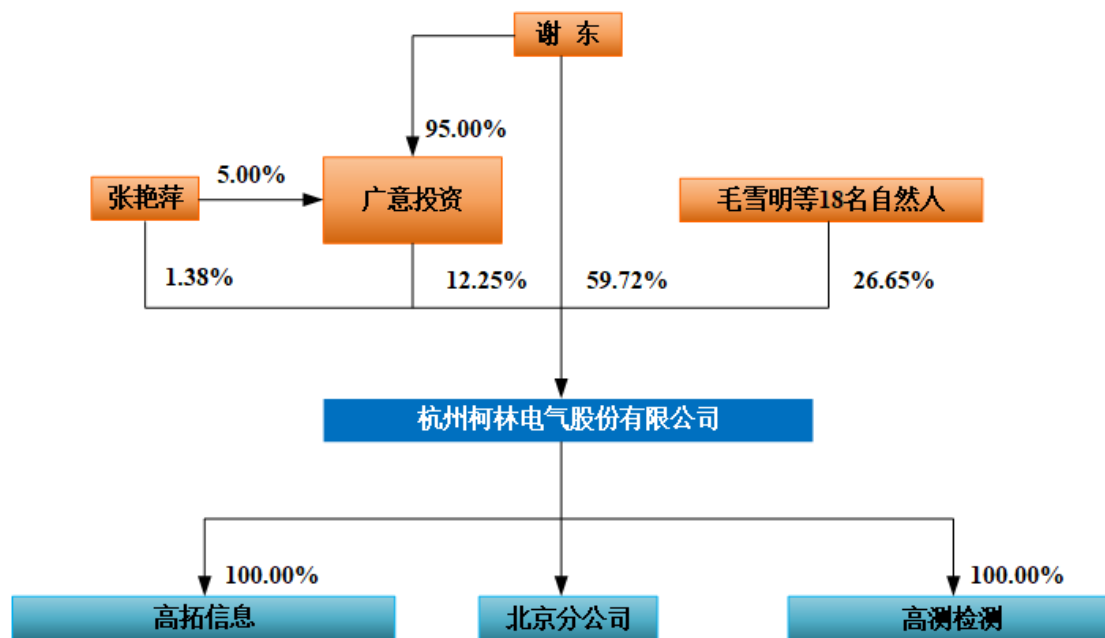 谢 东
95.00%
5.00%
张艳萍
广意投资
毛雪明等18名自然人
1.38%
12.25%
59.72%
26.65%
杭州柯林电气股份有限公司
100.00%
100.00%
高拓信息
北京分公司
高测检测